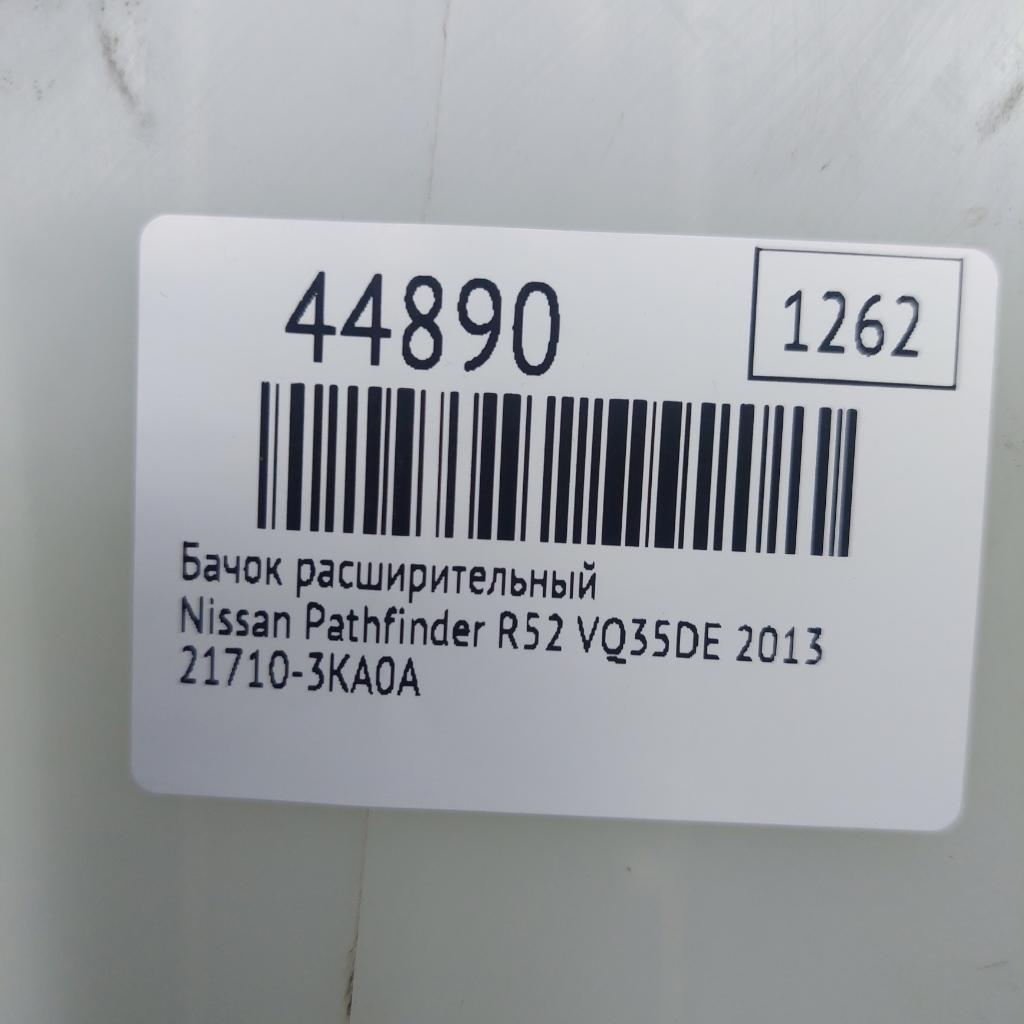 44890
1262
Бачок расширительный
Nissan Pathfinder R52 VQ35DE 2013
21710-3KA0A